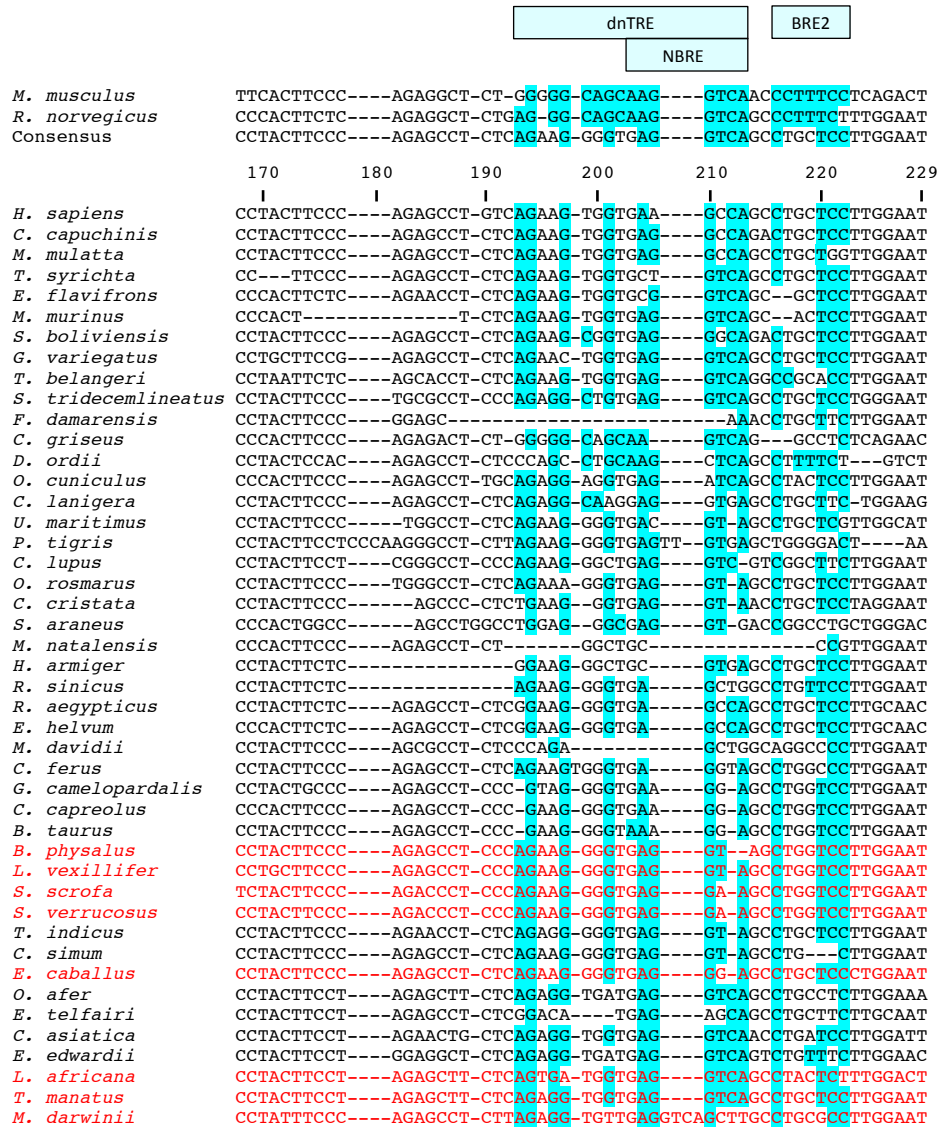 dnTRE BRE2
NBRE
M. musculus TTCACTTCCC----AGAGGCT-CT-GGGGG-CAGCAAG----GTCAACCCCTTTCCTCAGACT
R. norvegicus CCCACTTCTC----AGAGGCT-CTGAG-GG-CAGCAAG----GTCAGCCCCTTTCTTTGGAAT
Consensus CCTACTTCCC----AGAGCCT-CTCAGAAG-GGGTGAG----GTCAGCCTGCTCCTTGGAAT
170 180 190 200 210 220 229
H. sapiens CCTACTTCCC----AGAGCCT-GTCAGAAG-TGGTGAA----GCCAGCCTGCTCCTTGGAAT
C. capuchinis CCTACTTCCC----AGAGCCT-CTCAGAAG-TGGTGAG----GCCAGACTGCTCCTTGGAAT
M. mulatta CCTACTTCCC----AGAGCCT-CTCAGAAG-TGGTGAG----GCCAGCCTGCTGGTTGGAAT
T. syrichta CC---TTCCC----AGAGCCT-CTCAGAAG-TGGTGCT----GTCAGCCTGCTCCTTGGAAT
E. flavifrons CCCACTTCTC----AGAACCT-CTCAGAAG-TGGTGCG----GTCAGC--GCTCCTTGGAAT
M. murinus CCCACT--------------T-CTCAGAAG-TGGTGAG----GTCAGC--ACTCCTTGGAAT
S. boliviensis CCTACTTCCC----AGAGCCT-CTCAGAAG-CGGTGAG----GGCAGACTGCTCCTTGGAAT
G. variegatus CCTGCTTCCG----AGAGCCT-CTCAGAAC-TGGTGAG----GTCAGCCTGCTCCTTGGAAT
T. belangeri CCTAATTCTC----AGCACCT-CTCAGAAG-TGGTGAG----GTCAGGCCGCACCTTGGAAT
S. tridecemlineatus CCTACTTCCC----TGCGCCT-CCCAGAGG-CTGTGAG----GTCAGCCTGCTCCTGGGAAT
F. damarensis CCTACTTCCC----GGAGC-------------------------AAACCTGCTTCTTGGAAT
C. griseus CCCACTTCCC----AGAGACT-CT-GGGGG-CAGCAA-----GTCAG---GCCTCTCAGAAC
D. ordii CCTACTCCAC----AGAGCCT-CTCCCAGC-CTGCAAG----CTCAGCCTTTTCT---GTCT
O. cuniculus CCCACTTCCC----AGAGCCT-TGCAGAGG-AGGTGAG----ATCAGCCTACTCCTTGGAAT
C. lanigera CCTACTTCCC----AGAGCCT-CTCAGAGG-CAAGGAG----GTGAGCCTGCTTC-TGGAAG
U. maritimus CCTACTTCCC-----TGGCCT-CTCAGAAG-GGGTGAC----GT-AGCCTGCTCGTTGGCAT
P. tigris CCTACTTCCTCCCAAGGGCCT-CTTAGAAG-GGGTGAGTT--GTGAGCTGGGGACT----AA
C. lupus CCTACTTCCT----CGGGCCT-CCCAGAAG-GGCTGAG----GTC-GTCGGCTTCTTGGAAT
O. rosmarus CCTACTTCCC----TGGGCCT-CTCAGAAA-GGGTGAG----GT-AGCCTGCTCCTTGGAAT
C. cristata CCTACTTCCC------AGCCC-CTCTGAAG--GGTGAG----GT-AACCTGCTCCTAGGAAT
S. araneus CCCACTGGCC------AGCCTGGCCTGGAG--GGCGAG----GT-GACCGGCCTGCTGGGAC
M. natalensis CCCACTTCCC----AGAGCCT-CT-------GGCTGC---------------CCGTTGGAAT
H. armiger CCTACTTCTC---------------GGAAG-GGCTGC-----GTGAGCCTGCTCCTTGGAAT
R. sinicus CCTACTTCTC---------------AGAAG-GGGTGA-----GCTGGCCTGTTCCTTGGAAT
R. aegypticus CCTACTTCTC----AGAGCCT-CTCGGAAG-GGGTGA-----GCCAGCCTGCTCCTTGCAAC
E. helvum CCCACTTCTC----AGAGCCT-CTCGGAAG-GGGTGA-----GCCAGCCTGCTCCTTGCAAC
M. davidii CCTACTTCCC----AGCGCCT-CTCCCAGA------------GCTGGCAGGCCCCTTGGAAT
C. ferus CCTACTTCCC----AGAGCCT-CTCAGAAGTGGGTGA-----GGTAGCCTGGCCCTTGGAAT
G. camelopardalis CCTACTGCCC----AGAGCCT-CCC-GTAG-GGGTGAA----GG-AGCCTGGTCCTTGGAAT
C. capreolus CCCACTTCCC----AGAGCCT-CCC-GAAG-GGGTGAA----GG-AGCCTGGTCCTTGGAAT
B. taurus CCTACTTCCC----AGAGCCT-CCC-GAAG-GGGTAAA----GG-AGCCTGGTCCTTGGAAT
B. physalus CCTACTTCCC----AGAGCCT-CCCAGAAG-GGGTGAG----GT--AGCTGGTCCTTGGAAT
L. vexillifer CCTGCTTCCC----AGAGCCT-CCCAGAAG-GGGTGAG----GT-AGCCTGGTCCTTGGAAT
S. scrofa TCTACTTCCC----AGACCCT-CCCAGAAG-GGGTGAG----GA-AGCCTGGTCCTTGGAAT
S. verrucosus CCTACTTCCC----AGACCCT-CCCAGAAG-GGGTGAG----GA-AGCCTGGTCCTTGGAAT
T. indicus CCTACTTCCC----AGAACCT-CTCAGAGG-GGGTGAG----GT-AGCCTGCTCCTTGGAAT
C. simum CCTACTTCCC----AGAGCCT-CTCAGAAG-GGGTGAG----GT-AGCCTG---CTTGGAAT
E. caballus CCTACTTCCC----AGAGCCT-CTCAGAAG-GGGTGAG----GG-AGCCTGCTCCCTGGAAT
O. afer CCTACTTCCT----AGAGCTT-CTCAGAGG-TGATGAG----GTCAGCCTGCCTCTTGGAAA
E. telfairi CCTACTTCCT----AGAGCCT-CTCGGACA----TGAG----AGCAGCCTGCTTCTTGCAAT
C. asiatica CCTACTTCCT----AGAACTG-CTCAGAGG-TGGTGAG----GTCAACCTGATCCTTGGATT
E. edwardii CCTACTTCCT----GGAGGCT-CTCAGAGG-TGATGAG----GTCAGTCTGTTTCTTGGAAC
L. africana CCTACTTCCT----AGAGCTT-CTCAGTGA-TGGTGAG----GTCAGCCTACTCTTTGGACT
T. manatus CCTACTTCCT----AGAGCTT-CTCAGAGG-TGGTGAG----GTCAGCCTGCTCCTTGGAAT
M. darwinii CCTATTTCCC----AGAGCCT-CTTAGAGG-TGTTGAGGTCAGCTTGCCTGCGCCTTGGAAT